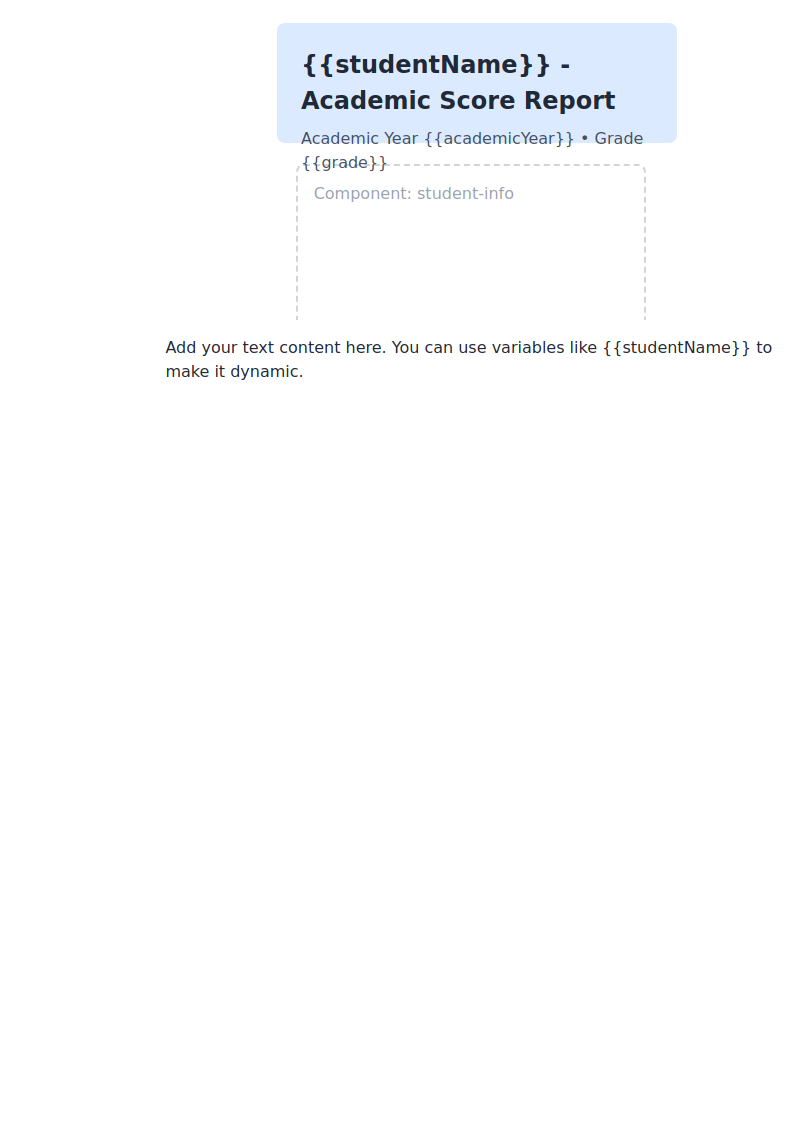 {{studentName}} -
Academic Score Report
Academic Year {{academicYear}} • Grade
{{grade}}
Component: student-info
Add your text content here. You can use variables like {{studentName}} to
make it dynamic.